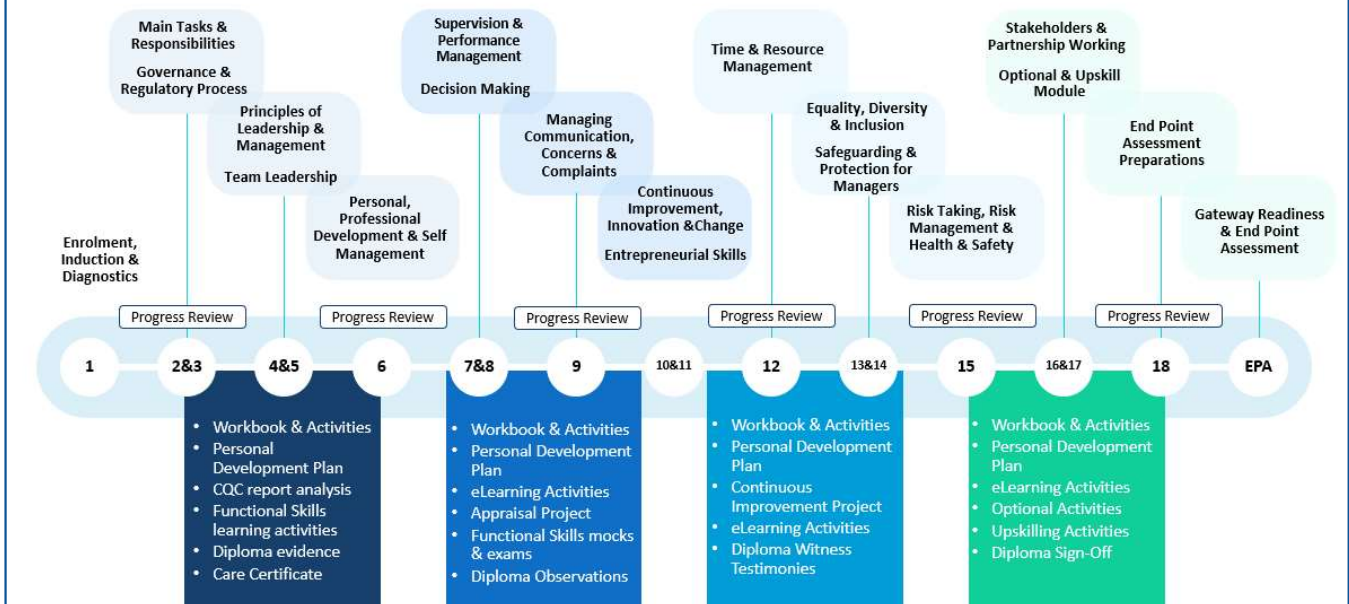 Main Tasks &
Responsibilities
Governance &
Regulatory Process
Principles of
Leadership &
Management
Team Leadership
Personal,
Professional
Development & Self
Management
Enrolment,
Induction &
Diagnostics
Supervision &
Performance
Management
Decision Making
Managing
Communication,
Concerns &
Complaints
Continuous
Improvement,
Innovation &Change
Entrepreneurial Skills
Time & Resource
Management
Equality, Diversity
& Inclusion
Safeguarding &
Protection for
Managers
Risk Taking, Risk
Management &
Health & Safety
Stakeholders &
Partnership Working
Optional & Upskill
Module
End Point
Assessment
Preparations
Gateway Readiness
& End Point
Assessment
Progress Review
Progress Review
Progress Review
Progress Review
Progress Review
Progress Review
1
2&3
4&5
6
7&8
9
10&11
12
13&14
15
16&17
18
EPA
• Workbook & Activities
• Personal
Development Plan
• CQC report analysis
• Functional Skills
learning activities
• Diploma evidence
• Care Certificate
• Workbook & Activities
• Personal Development
Plan
• eLearning Activities
• Appraisal Project
• Functional Skills mocks
& exams
• Diploma Observations
• Workbook & Activities
• Personal Development
Plan
• Continuous
Improvement Project
• eLearning Activities
• Diploma Witness
Testimonies
• Workbook & Activities
• Personal Development
Plan
• eLearning Activities
• Optional Activities
• Upskilling Activities
• Diploma Sign-Off